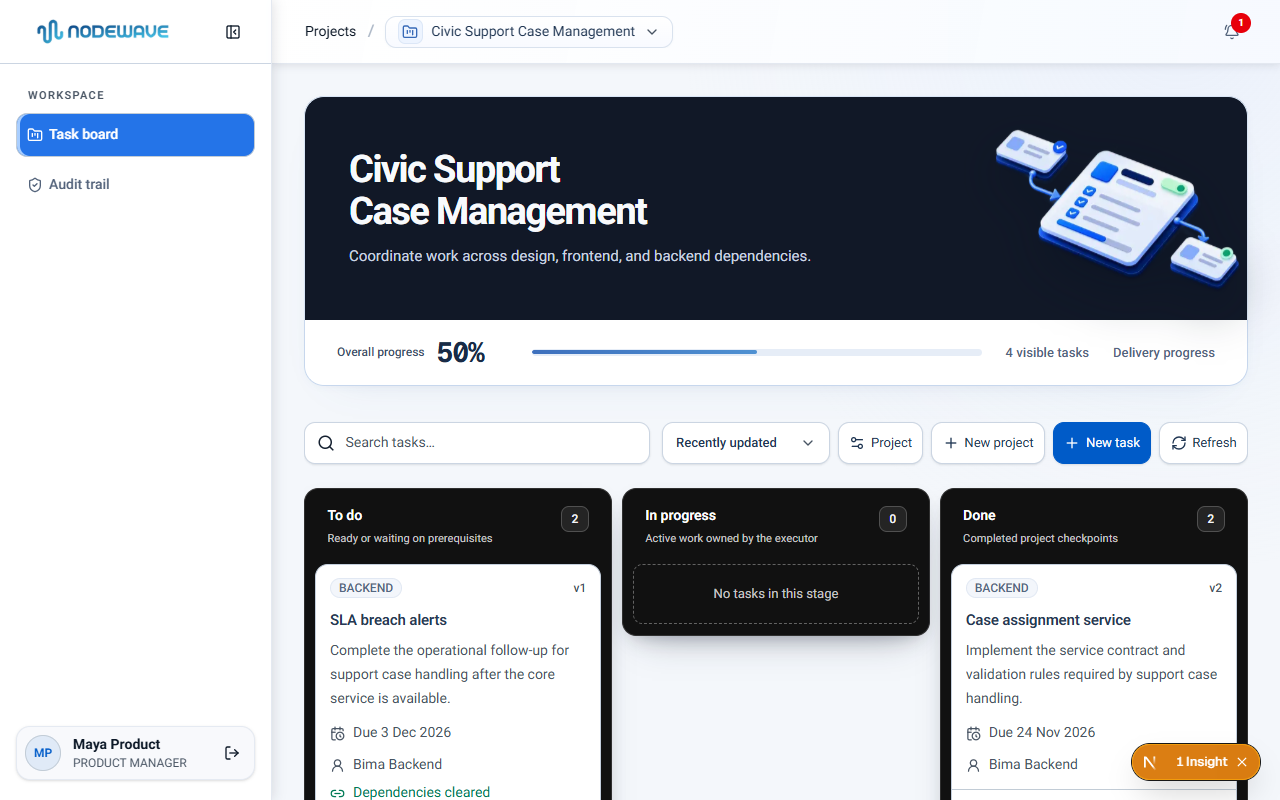 NODEWAVE
Projects / Civic Support Case Management
1
WORKSPACE
Task board
Audit trail
Civic Support
Case Management
Coordinate work across design, frontend, and backend dependencies.
Overall progress 50% 4 visible tasks Delivery progress
Search tasks... Recently updated Project New project New task Refresh
To do 2
Ready or waiting on prerequisites
BACKEND v1
SLA breach alerts
Complete the operational follow-up for
support case handling after the core
service is available.
Due 3 Dec 2026
Bima Backend
Dependencies cleared
In progress 0
Active work owned by the executor
No tasks in this stage
Done 2
Completed project checkpoints
BACKEND v2
Case assignment service
Implement the service contract and
validation rules required by support case
handling.
Due 24 Nov 2026
Bima Backend
MP Maya Product
PRODUCT MANAGER
N 1 Insight